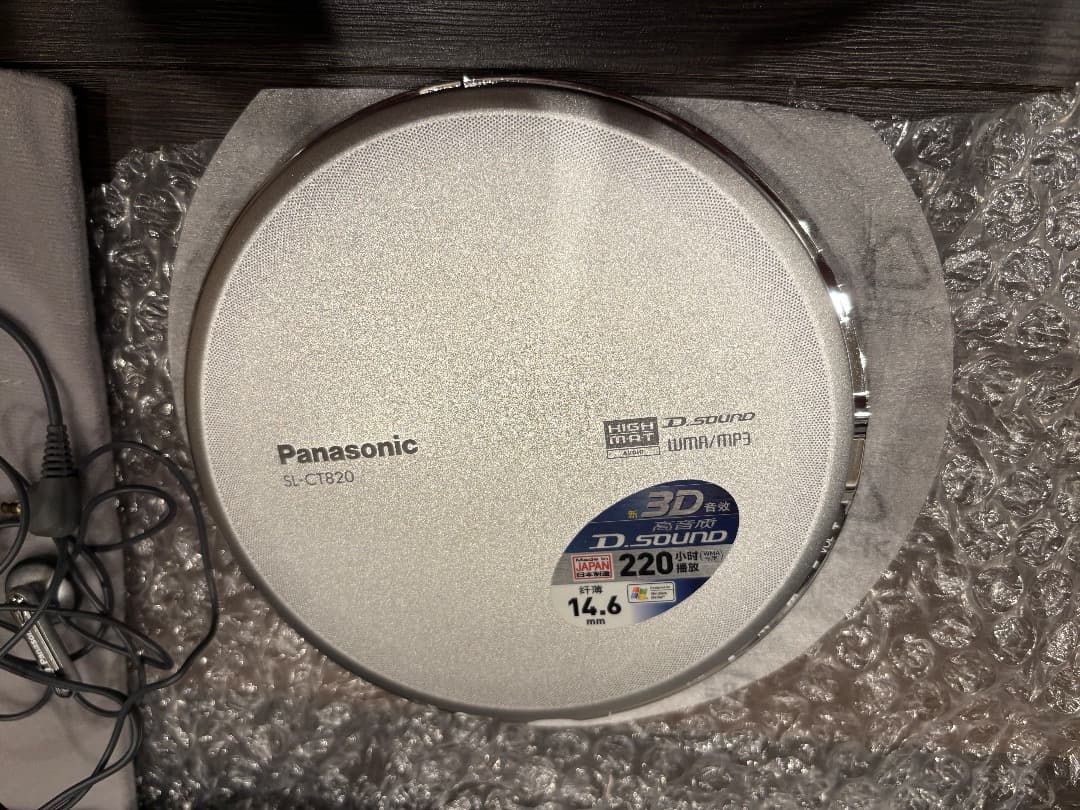 Panasonic
SL-CT820
HIGH
M.A.T
AUDIO
D.SOUND
WMA/MP3
新 3D 音效
高音质
D.SOUND
Made in
JAPAN
日本制造
220 小时
播放
纤薄
14.6
mm